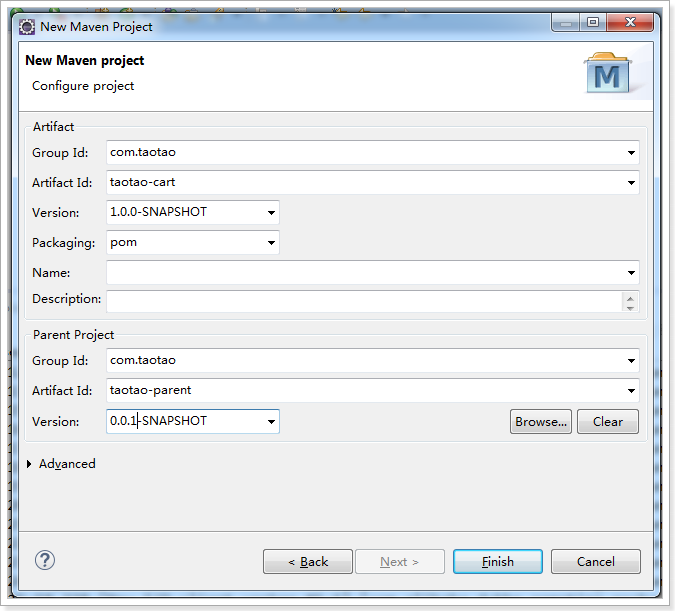 New Maven Project
New Maven project
Configure project
M
Artifact
Group Id: com.taotao
Artifact Id: taotao-cart
Version: 1.0.0-SNAPSHOT
Packaging: pom
Name:
Description:
Parent Project
Group Id: com.taotao
Artifact Id: taotao-parent
Version: 0.0.1-SNAPSHOT Browse... Clear
Advanced
? < Back Next > Finish Cancel